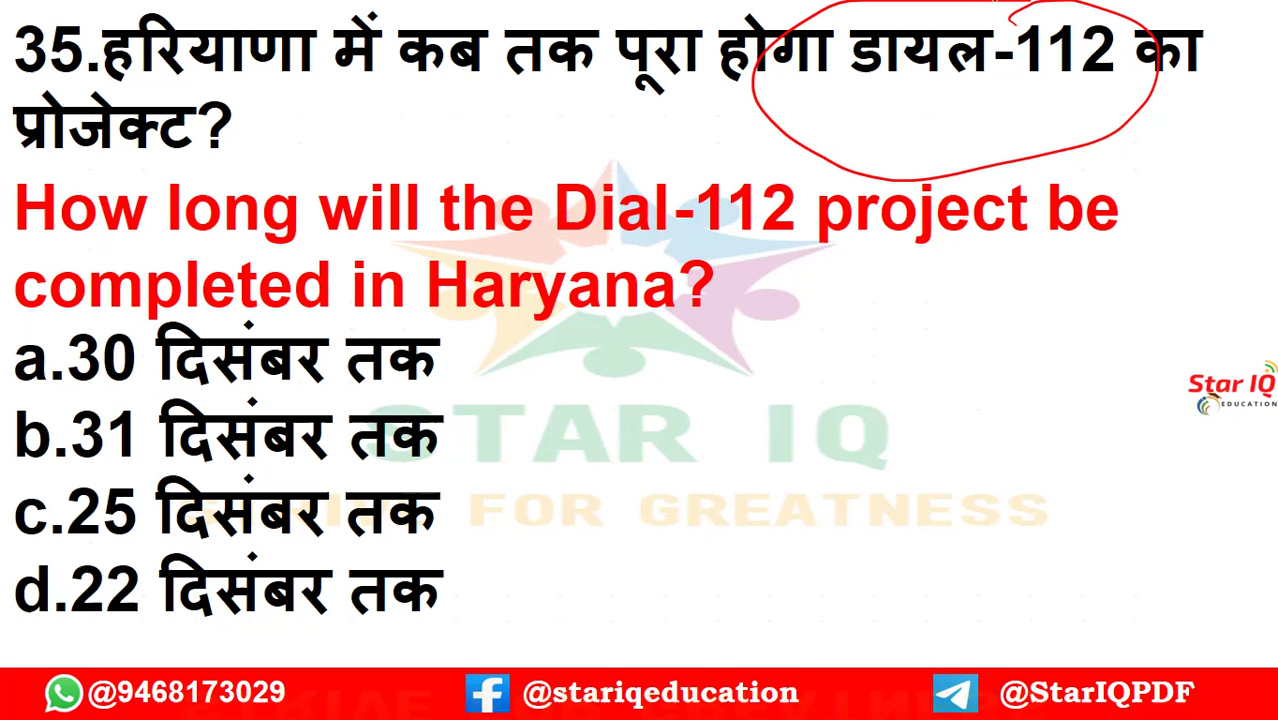 35.हरियाणा में कब तक पूरा होगा डायल-112 का
प्रोजेक्ट?
How long will the Dial-112 project be
completed in Haryana?
a.30 दिसंबर तक
b.31 दिसंबर तक
c.25 दिसंबर तक
d.22 दिसंबर तक
STAR IQ
FOR GREATNESS
Star IQ
EDUCATION
@9468173029 @stariqeducation @StarIQPDF